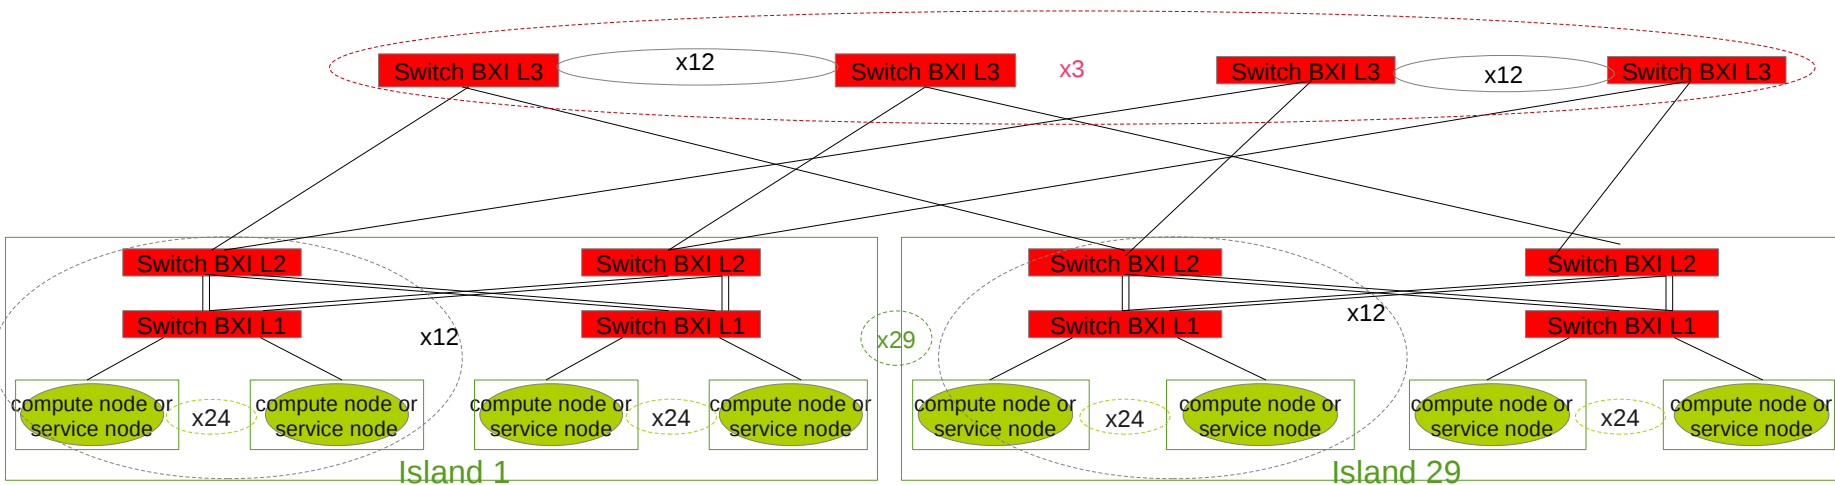 Switch BXI L3
x12
Switch BXI L3
x3
Switch BXI L3
x12
Switch BXI L3
Switch BXI L2
Switch BXI L2
Switch BXI L2
Switch BXI L2
Switch BXI L1
x12
Switch BXI L1
x29
Switch BXI L1
x12
Switch BXI L1
compute node or
service node
x24
compute node or
service node
compute node or
service node
x24
compute node or
service node
compute node or
service node
x24
compute node or
service node
compute node or
service node
x24
compute node or
service node
Island 1
Island 29